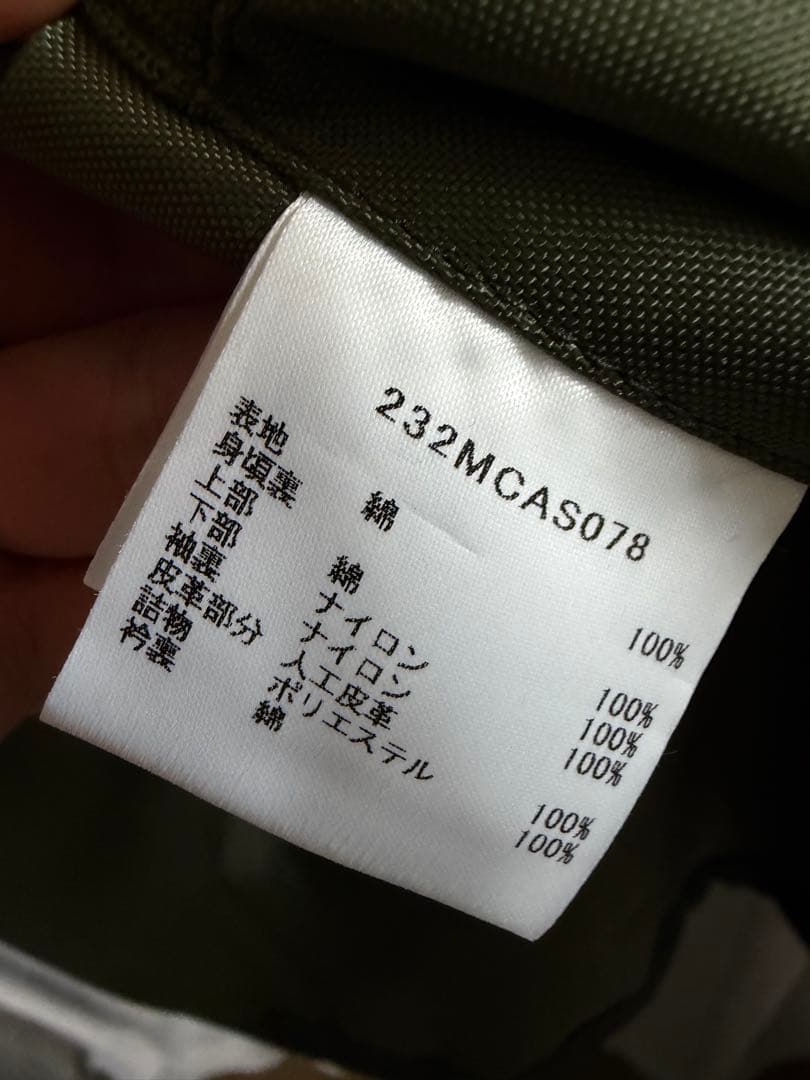 232MCAS078
表地 綿 100%
身頃裏
上部 綿 100%
下部 ナイロン 100%
袖裏 ナイロン 100%
皮革部分 人工皮革
詰物 ポリエステル 100%
衿裏 綿 100%